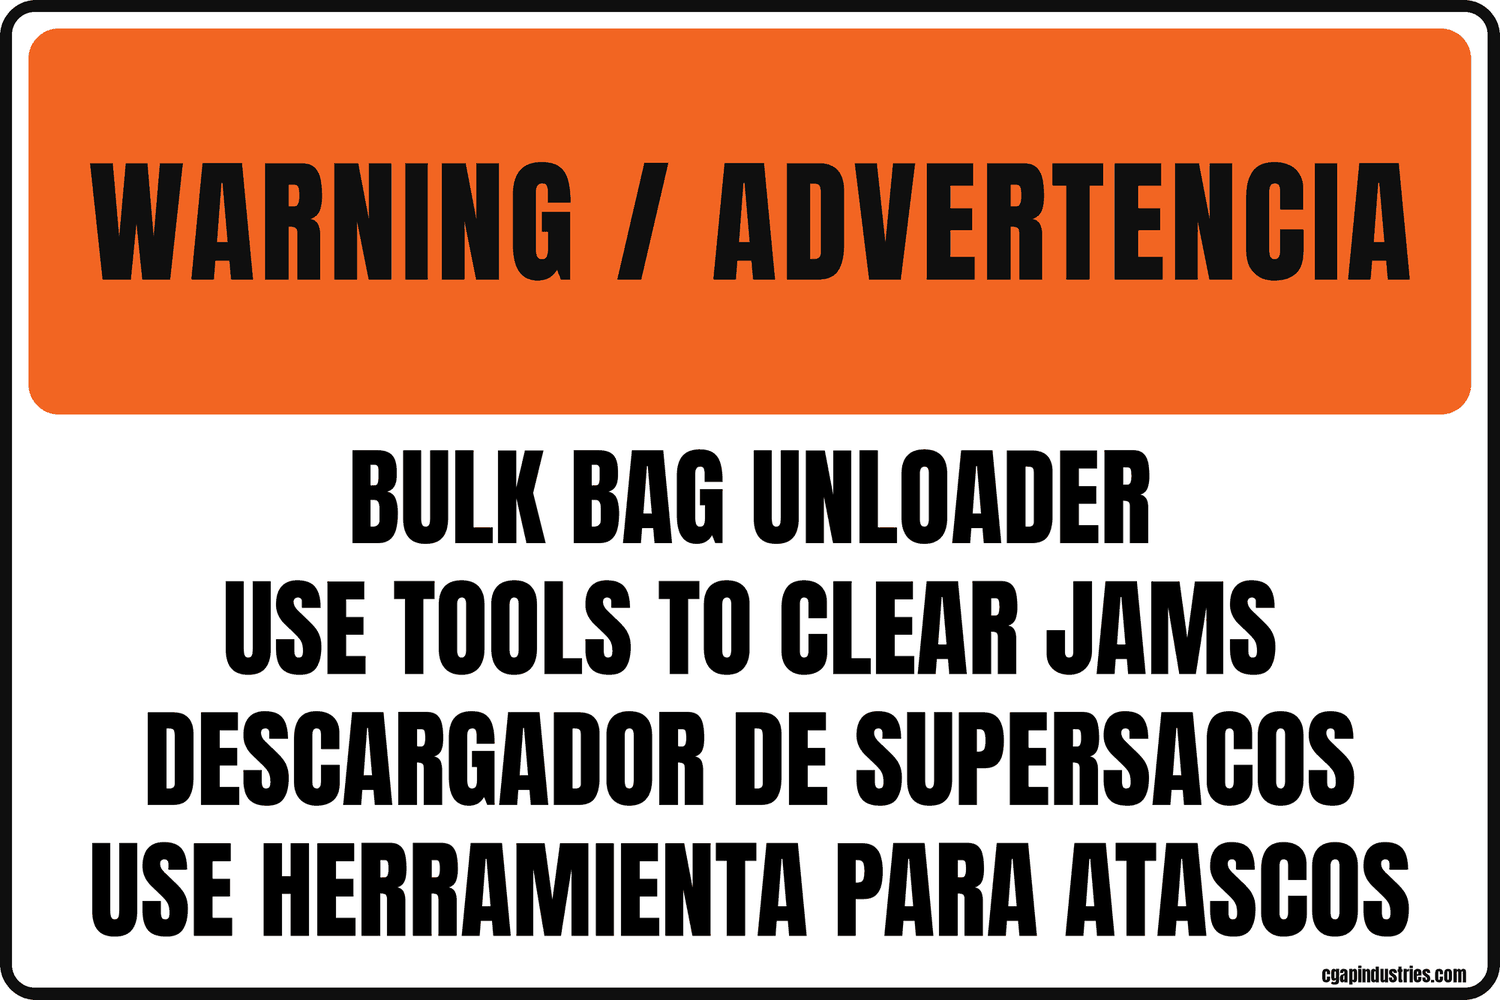 WARNING / ADVERTENCIA
BULK BAG UNLOADER
USE TOOLS TO CLEAR JAMS
DESCARGADOR DE SUPERSACOS
USE HERRAMIENTA PARA ATASCOS
cgapindustries.com